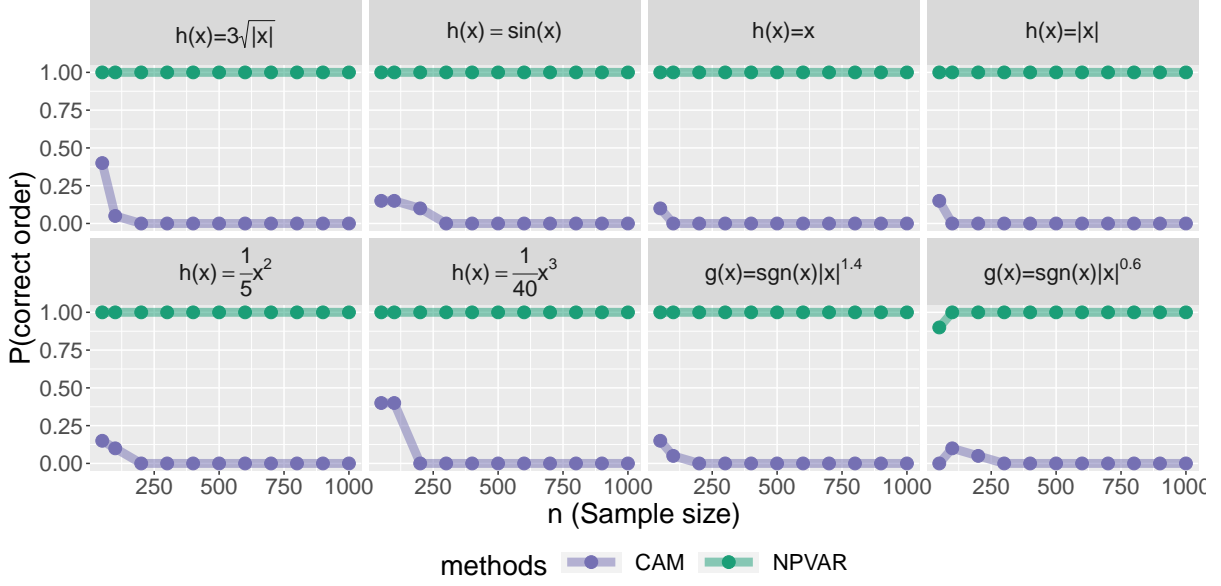 h(x)=3√|x|
h(x) = sin(x)
h(x)=x
h(x)=|x|
1.00
0.75
0.50
0.25
0.00
h(x) = 1/5 x²
h(x) = 1/40 x³
g(x)=sgn(x)|x|^1.4
g(x)=sgn(x)|x|^0.6
1.00
0.75
0.50
0.25
0.00
P(correct order)
250 500 750 1000
250 500 750 1000
250 500 750 1000
250 500 750 1000
n (Sample size)
methods CAM NPVAR